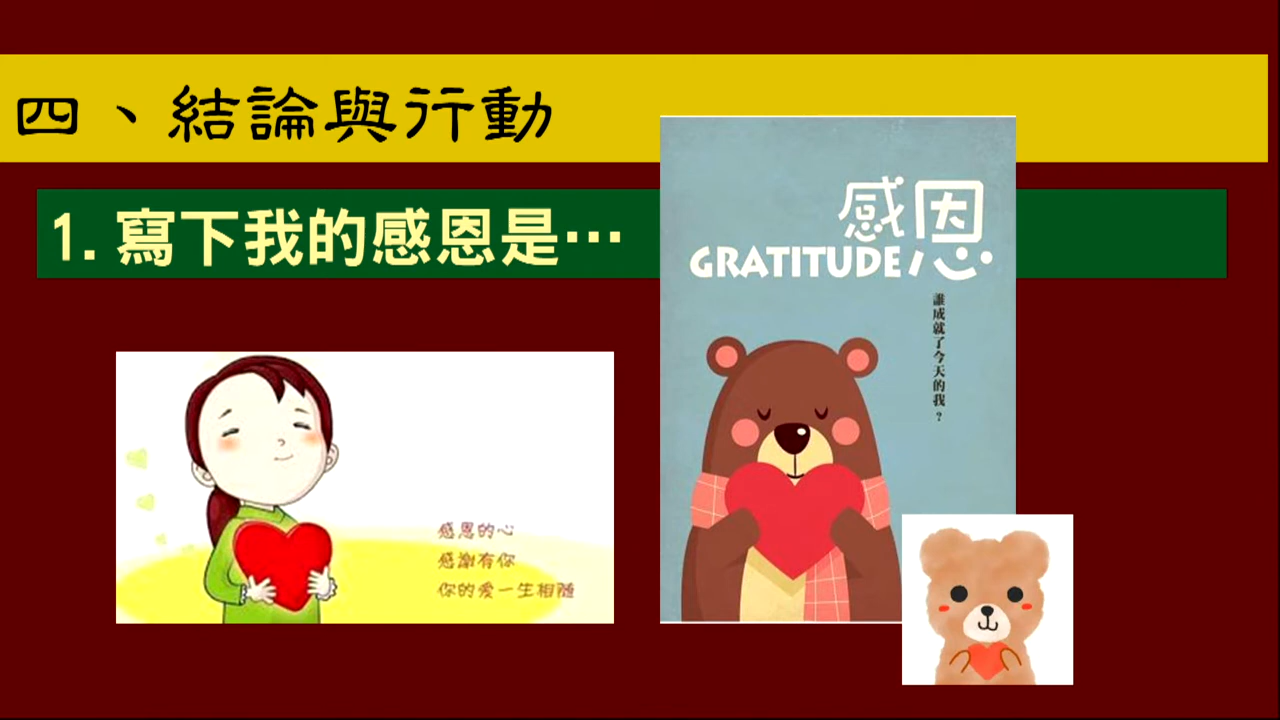 四、結論與行動
1. 寫下我的感恩是…
感恩
GRATITUDE
誰成就了今天的我？
感恩的心
感謝有你
你的爱一生相随